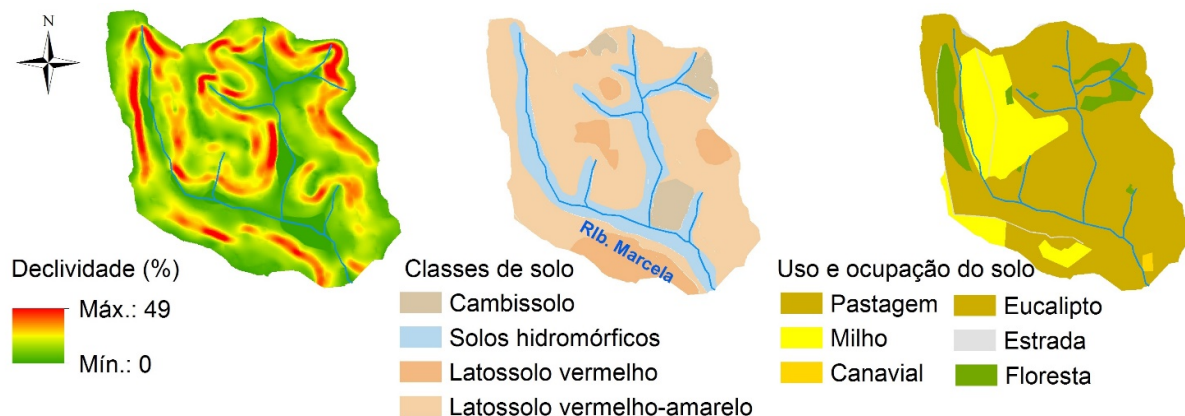 N
Rlb. Marcela
Declividade (%)
Máx.: 49
Mín.: 0
Classes de solo
Cambissolo
Solos hidromórficos
Latossolo vermelho
Latossolo vermelho-amarelo
Uso e ocupação do solo
Pastagem
Milho
Canavial
Eucalipto
Estrada
Floresta